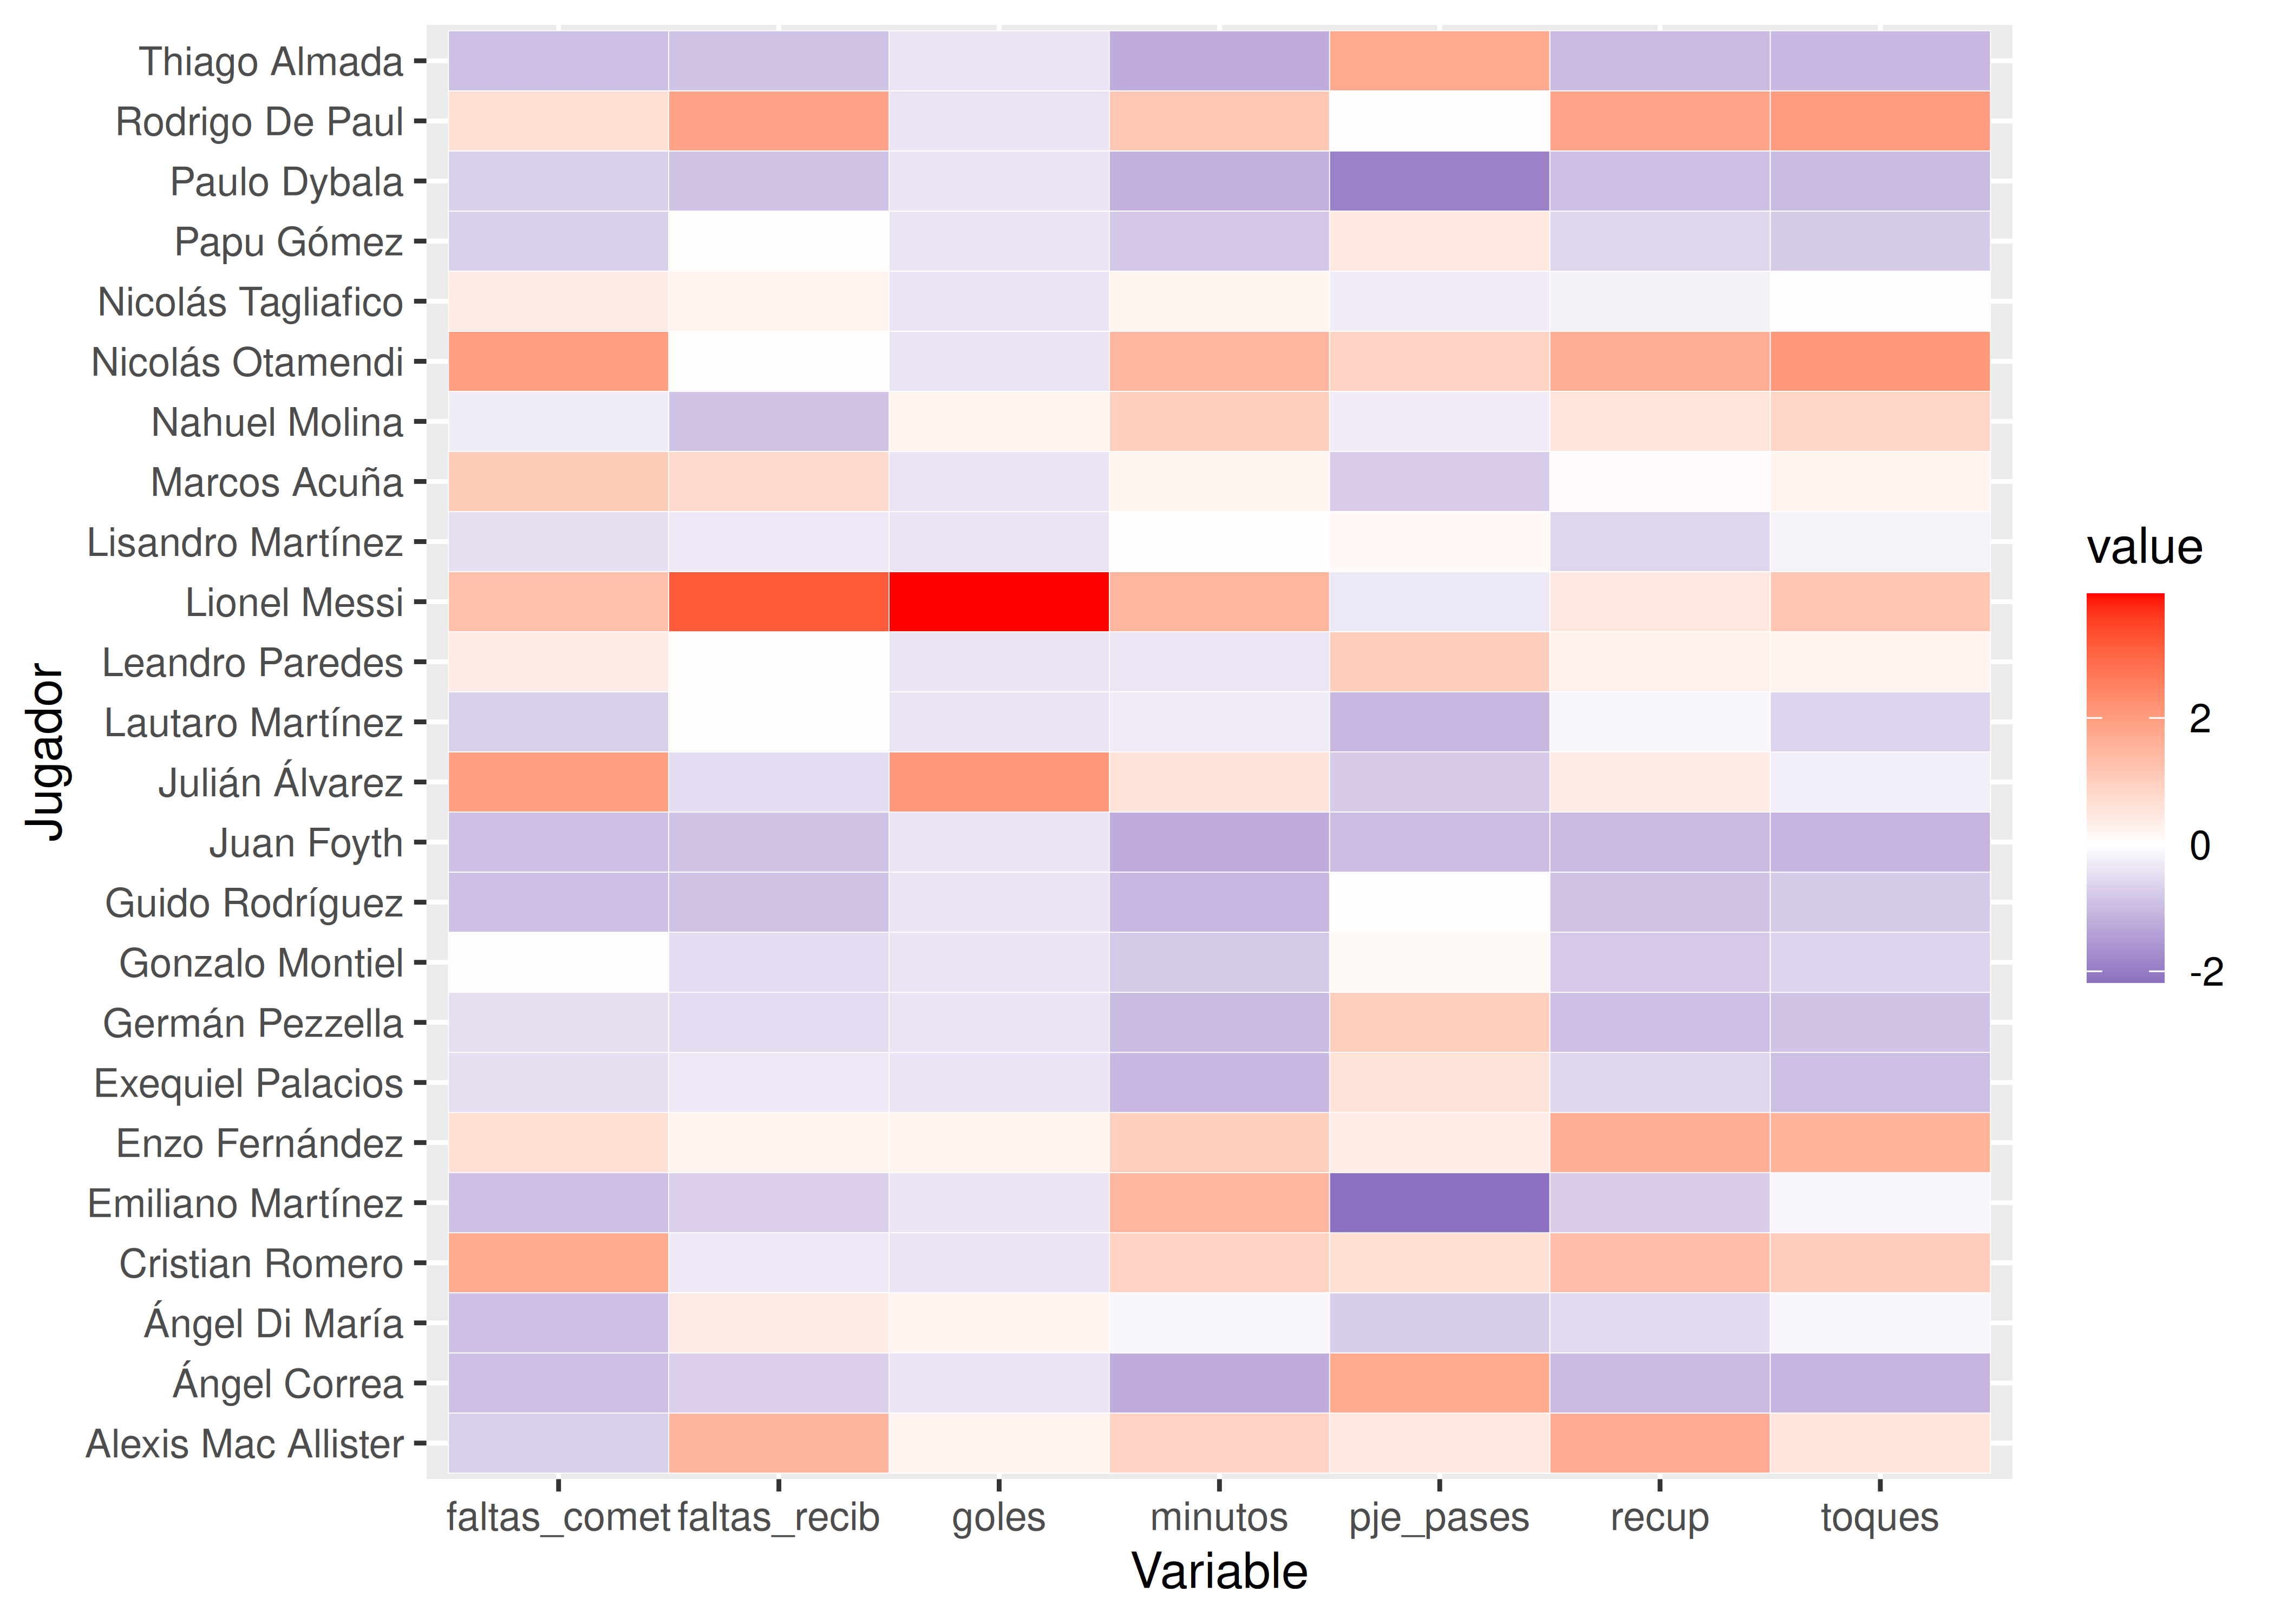 Thiago Almada
Rodrigo De Paul
Paulo Dybala
Papu Gómez
Nicolás Tagliafico
Nicolás Otamendi
Nahuel Molina
Marcos Acuña
Lisandro Martínez
Lionel Messi
Leandro Paredes
Lautaro Martínez
Julián Álvarez
Juan Foyth
Guido Rodríguez
Gonzalo Montiel
Germán Pezzella
Exequiel Palacios
Enzo Fernández
Emiliano Martínez
Cristian Romero
Ángel Di María
Ángel Correa
Alexis Mac Allister
Jugador
faltas_comet faltas_recib goles minutos pje_pases recup toques
Variable
value
2
0
-2